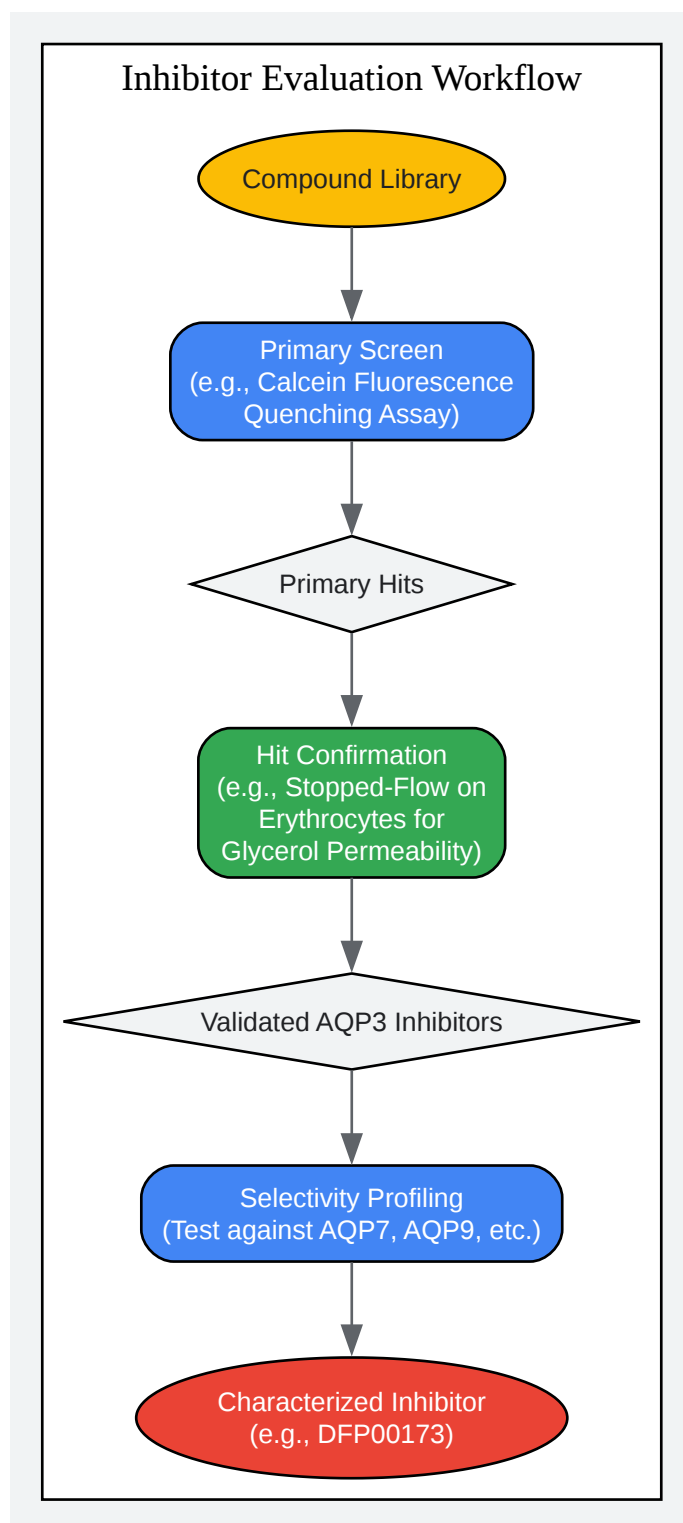 Inhibitor Evaluation Workflow
Compound Library
Primary Screen
(e.g., Calcein Fluorescence
Quenching Assay)
Primary Hits
Hit Confirmation
(e.g., Stopped-Flow on
Erythrocytes for
Glycerol Permeability)
Validated AQP3 Inhibitors
Selectivity Profiling
(Test against AQP7, AQP9, etc.)
Characterized Inhibitor
(e.g., DFP00173)